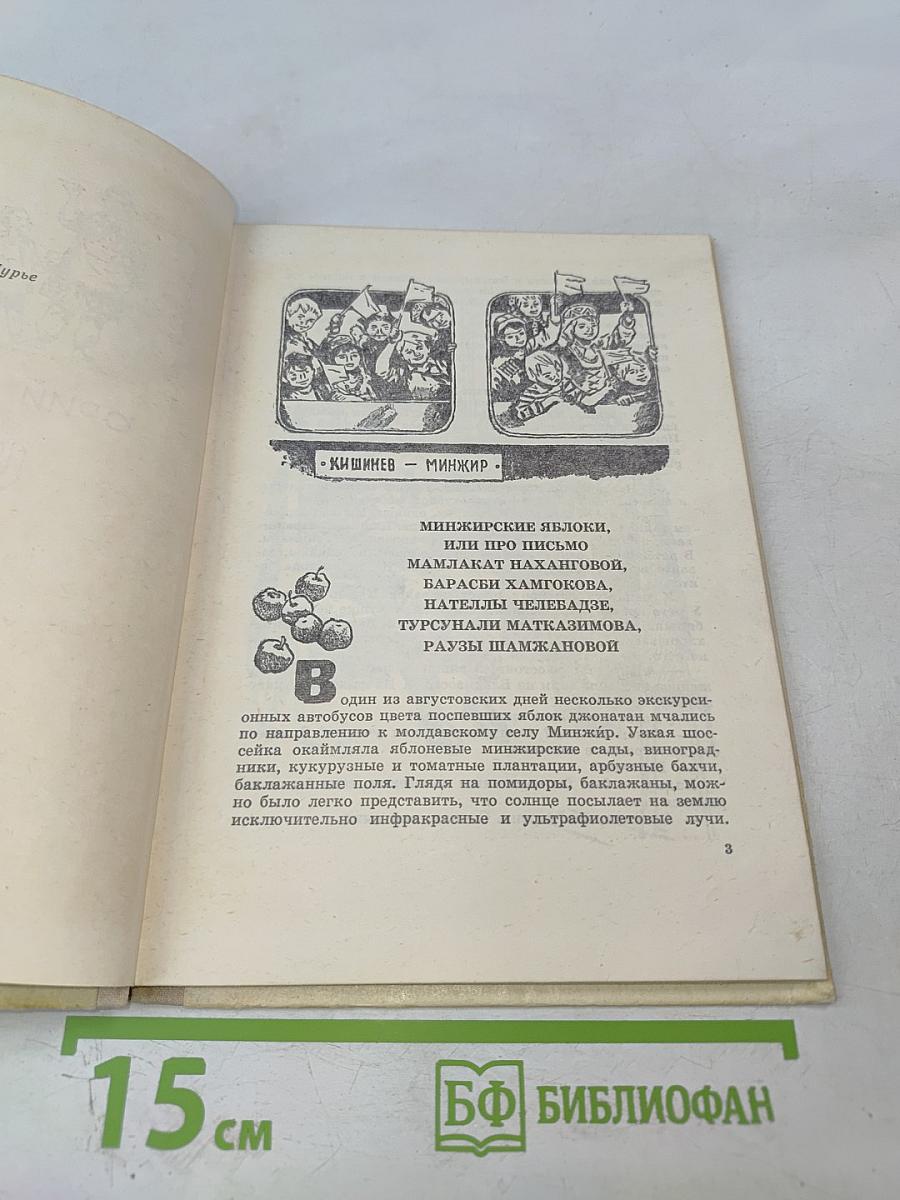 урье
КИШИНЕВ — МИНЖИР
МИНЖИРСКИЕ ЯБЛОКИ,
ИЛИ ПРО ПИСЬМО
МАМЛАКАТ НАХАНГОВОЙ,
БАРАСБИ ХАМГОКОВА,
НАТЕЛЛЫ ЧЕЛЕБАДЗЕ,
ТУРСУНАЛИ МАТКАЗИМОВА,
РАУЗЫ ШАМЖАНОВОЙ
В один из августовских дней несколько экскурси-
онных автобусов цвета поспевших яблок джонатан мчались
по направлению к молдавскому селу Минжи́р. Узкая шос-
сейка окаймляла яблоневые минжирские сады, виноград-
ники, кукурузные и томатные плантации, арбузные бахчи,
баклажанные поля. Глядя на помидоры, баклажаны, мож-
но было легко представить, что солнце посылает на землю
исключительно инфракрасные и ультрафиолетовые лучи.
3
15 см
БФ БИБЛИОФАН